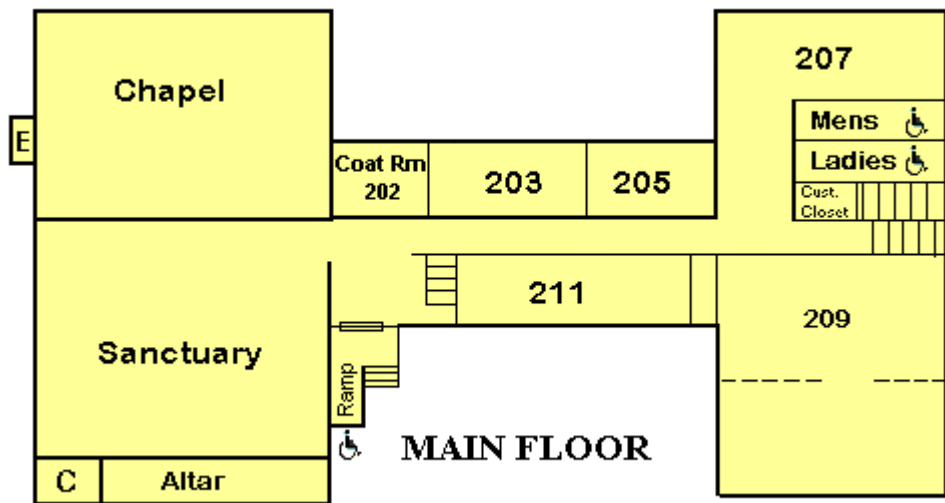 207
Chapel
Mens
E
Ladies
Coat Rm
202
203
205
Cust.
Closet
211
209
Sanctuary
Ramp
MAIN FLOOR
C
Altar